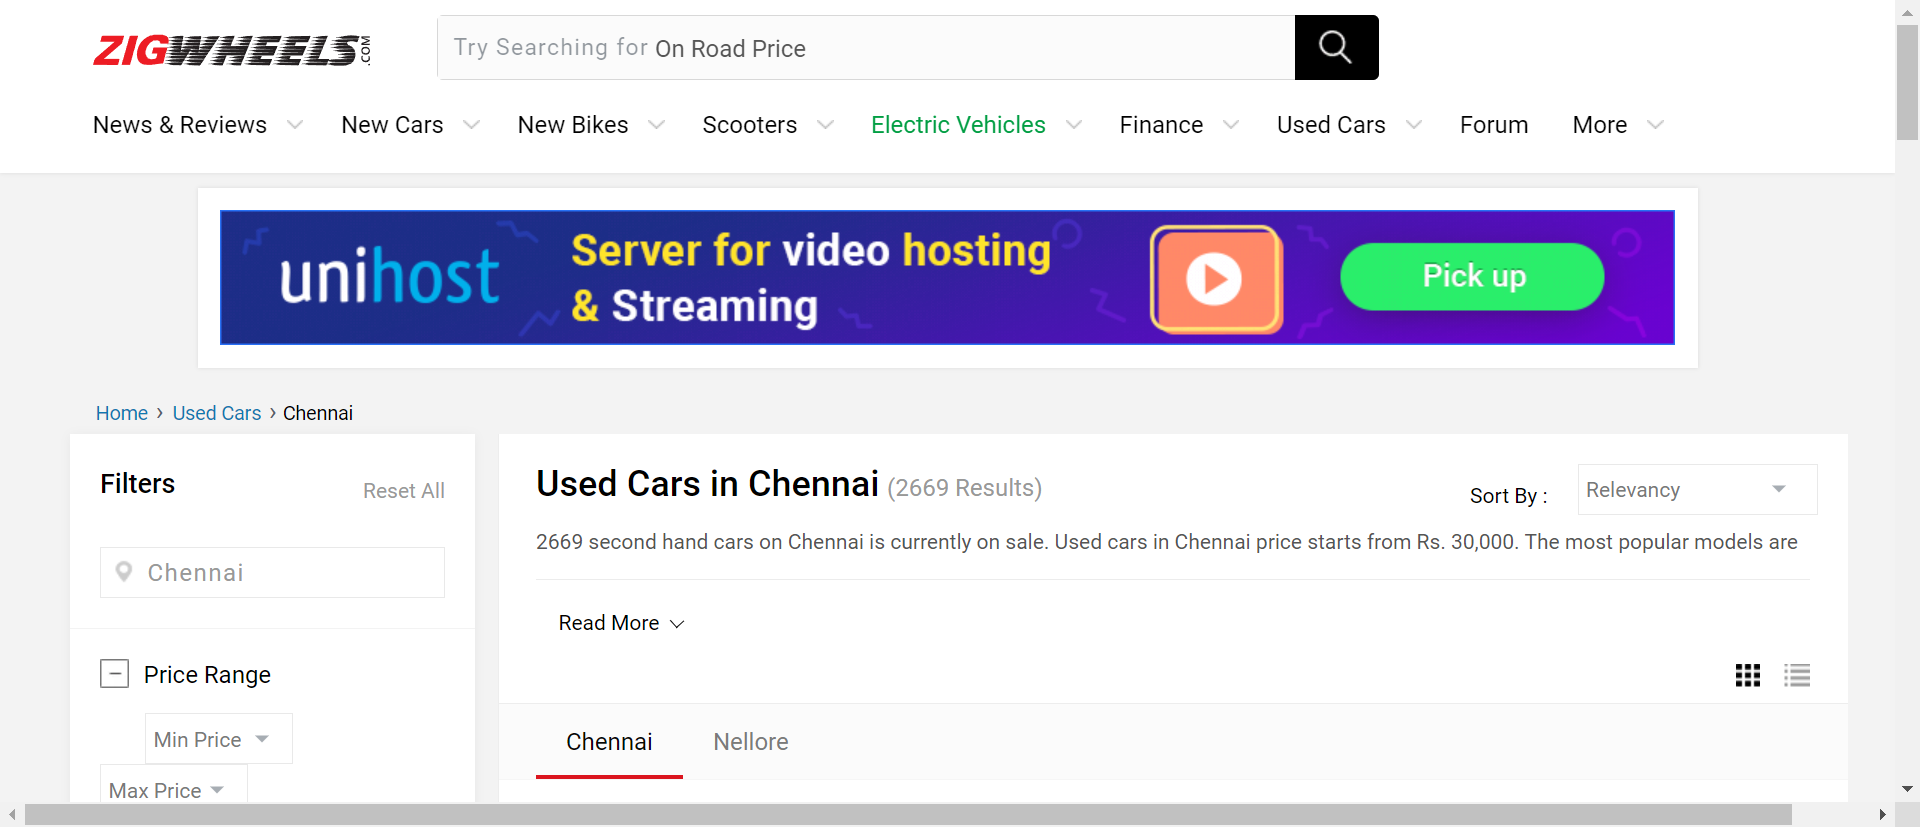 ZIGWHEELS.COM
Try Searching for On Road Price
News & Reviews New Cars New Bikes Scooters Electric Vehicles Finance Used Cars Forum More
unihost
Server for video hosting
& Streaming
Pick up
Home › Used Cars › Chennai
Filters
Reset All
Chennai
Price Range
Min Price
Max Price
Used Cars in Chennai (2669 Results)
Sort By :
Relevancy
2669 second hand cars on Chennai is currently on sale. Used cars in Chennai price starts from Rs. 30,000. The most popular models are
Read More
Chennai Nellore